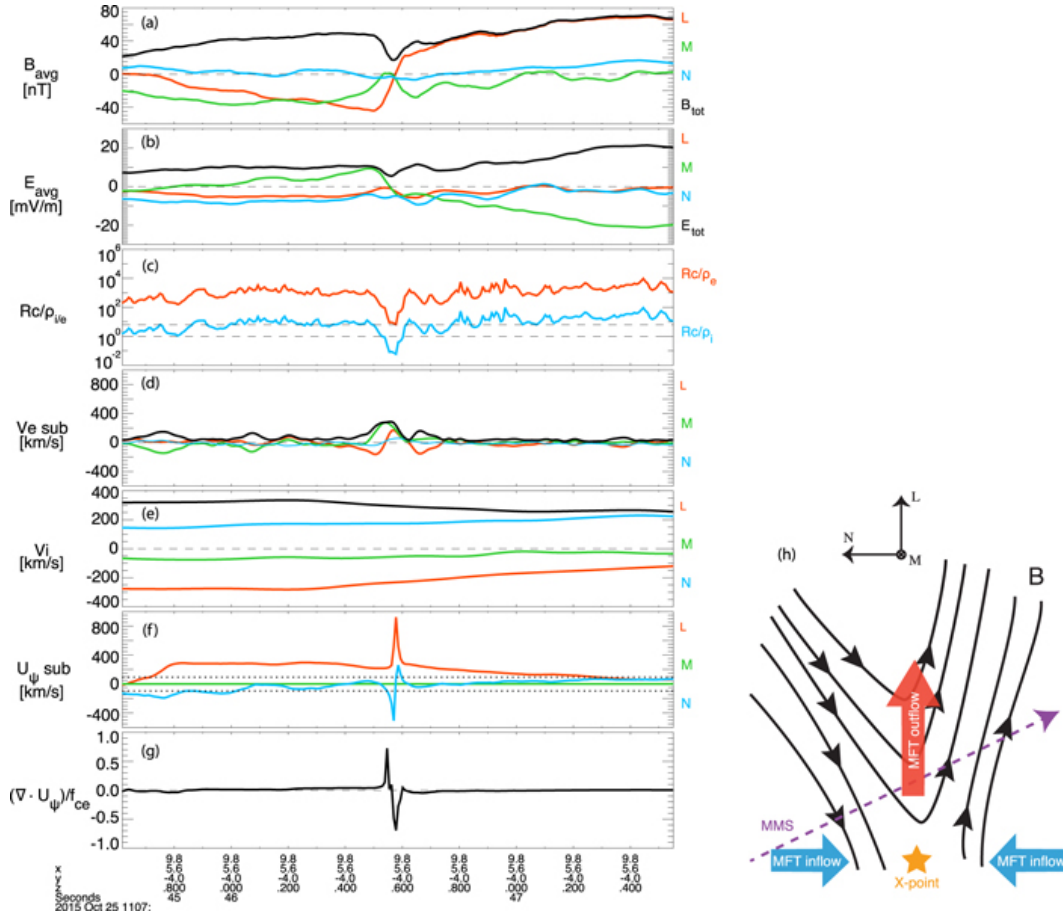 (a)
80
40
0
-40
B_avg
[nT]
L
M
N
B_tot
(b)
20
0
-20
E_avg
[mV/m]
L
M
N
E_tot
(c)
10^6
10^4
10^2
10^0
10^-2
Rc/ρ_i/e
Rc/ρ_e
Rc/ρ_i
(d)
800
400
0
-400
Ve sub
[km/s]
L
M
N
(e)
400
200
0
-200
-400
Vi
[km/s]
L
M
N
(f)
800
400
0
-400
U_ψ sub
[km/s]
L
M
N
(g)
1.0
0.5
0.0
-0.5
-1.0
(∇ · U_ψ)/f_ce
X 9.8 9.8 9.8 9.8 9.8 9.8 9.8 9.8 9.8
Y 5.6 5.6 5.6 5.6 5.6 5.6 5.6 5.6 5.6
Z -4.0 -4.0 -4.0 -4.0 -4.0 -4.0 -4.0 -4.0 -4.0
Seconds .800 .000 .200 .400 .600 .800 .000 .200 .400
45 46 47
2015 Oct 25 1107:
(h)
L
N
M
B
MFT outflow
MMS
MFT inflow
MFT inflow
X-point